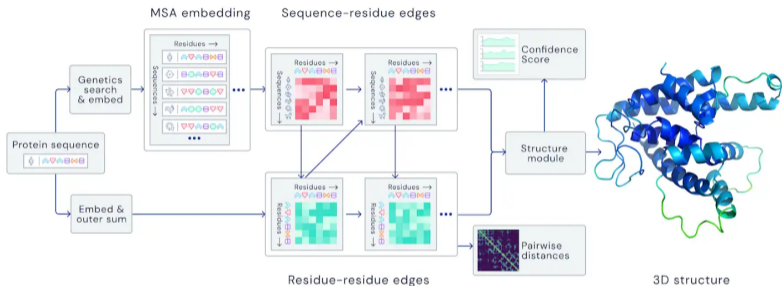 MSA embedding
Sequence-residue edges
Residues →
Sequences →
Genetics
search
& embed
Protein sequence
Embed &
outer sum
Residues →
Sequences →
Residues →
Sequences →
Residues →
Residues →
Residues →
Residues →
Confidence
Score
Structure
module
Pairwise
distances
Residue-residue edges
3D structure